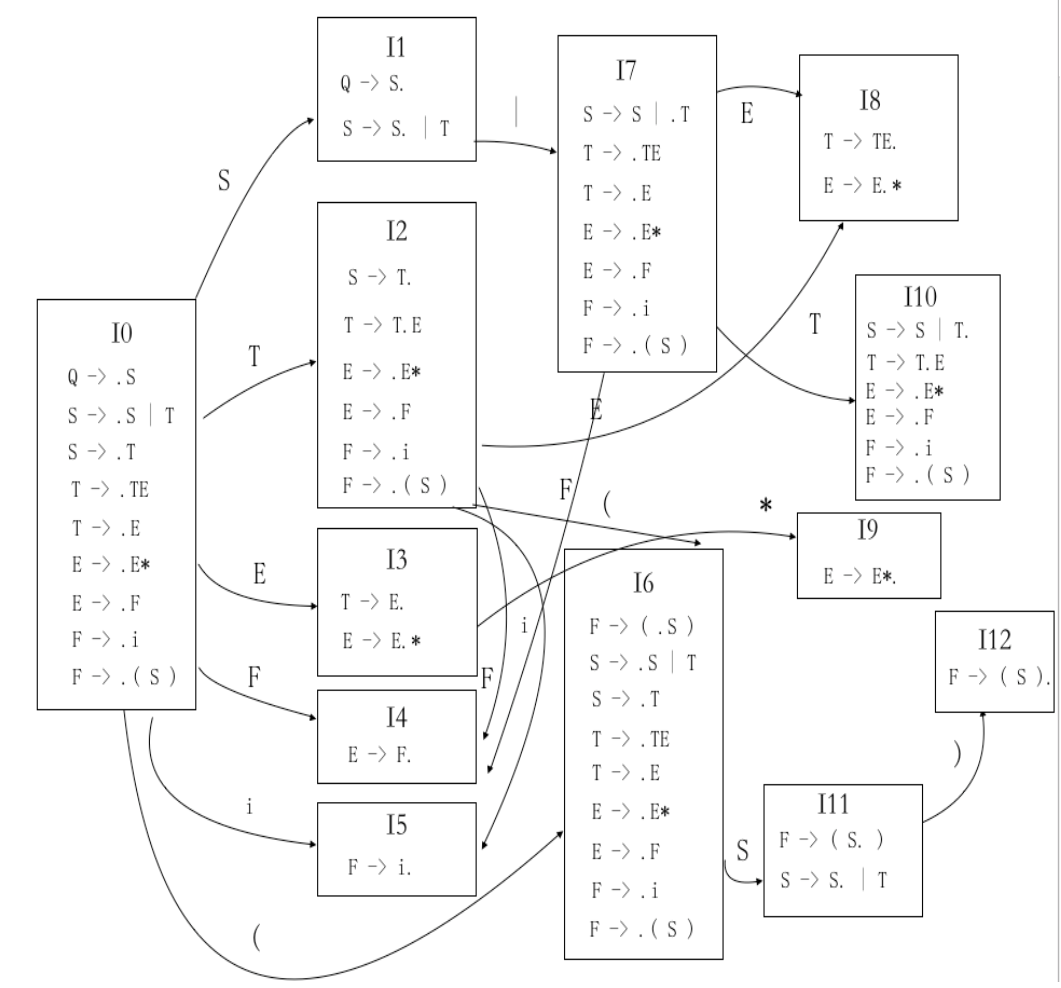 I0
Q -> .S
S -> .S | T
S -> .T
T -> .TE
T -> .E
E -> .E*
E -> .F
F -> .i
F -> .( S )
S
T
E
F
i
(
I1
Q -> S.
S -> S. | T
|
I2
S -> T.
T -> T.E
E -> .E*
E -> .F
F -> .i
F -> .( S )
I3
T -> E.
E -> E.*
I4
E -> F.
I5
F -> i.
F
i
F
(
E
*
I7
S -> S | .T
T -> .TE
T -> .E
E -> .E*
E -> .F
F -> .i
F -> .( S )
E
T
I6
F -> ( .S )
S -> .S | T
S -> .T
T -> .TE
T -> .E
E -> .E*
E -> .F
F -> .i
F -> .( S )
S
I8
T -> TE.
E -> E.*
I10
S -> S | T.
T -> T.E
E -> .E*
E -> .F
F -> .i
F -> .( S )
I9
E -> E*.
I12
F -> ( S ).
)
I11
F -> ( S. )
S -> S. | T